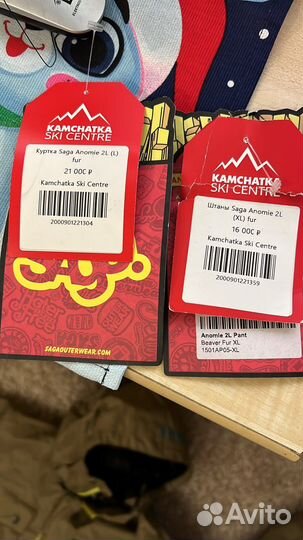 KAMCHATKA
SKI CENTRE
Куртка Saga Anomie 2L (L)
fur
21 000 ₽
Kamchatka Ski Centre
2000901221304
SAGAOUTERWEAR.COM
KAMCHATKA
SKI CENTRE
Штаны Saga Anomie 2L
(XL) fur
16 000 ₽
Kamchatka Ski Centre
2000901221359
Anomie 2L Pant
Beaver Fur XL
1501AP05-XL
Avito